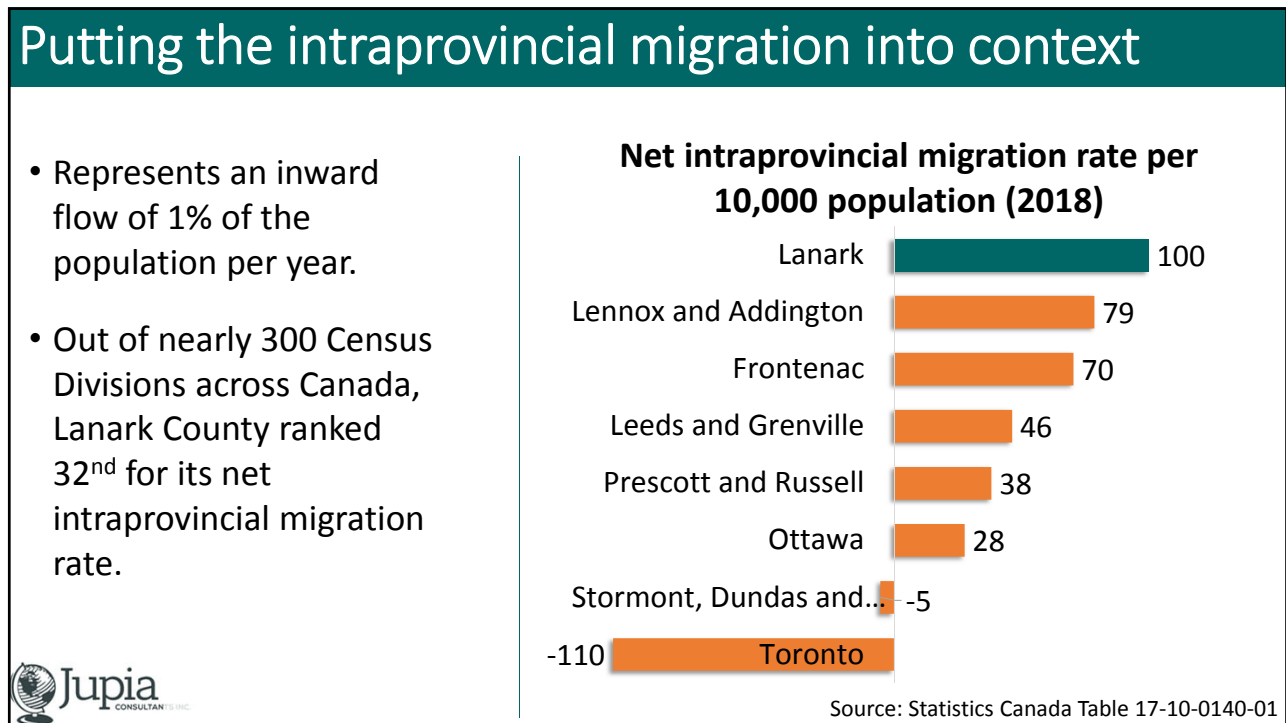 Putting the intraprovincial migration into context
• Represents an inward
flow of 1% of the
population per year.
• Out of nearly 300 Census
Divisions across Canada,
Lanark County ranked
32nd for its net
intraprovincial migration
rate.
Net intraprovincial migration rate per
10,000 population (2018)
Lanark 100
Lennox and Addington 79
Frontenac 70
Leeds and Grenville 46
Prescott and Russell 38
Ottawa 28
Stormont, Dundas and... -5
-110 Toronto
Jupia
CONSULTANTS INC.
Source: Statistics Canada Table 17-10-0140-01